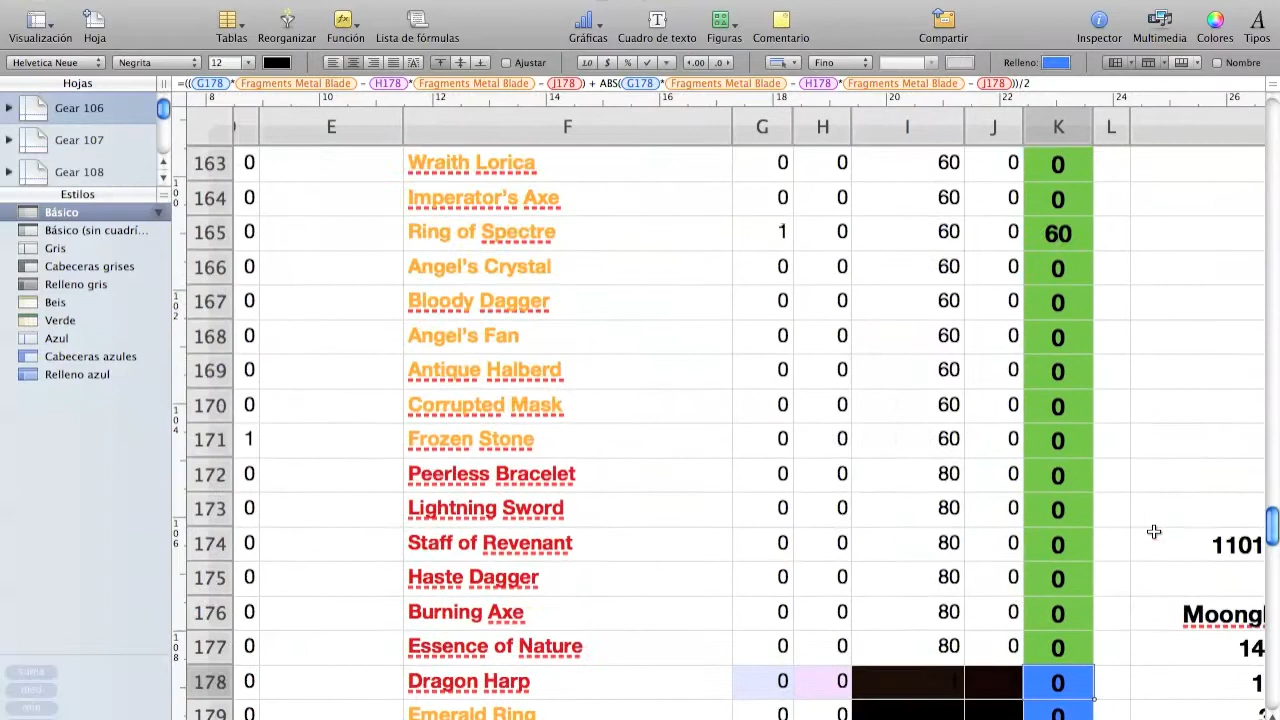 Visualización Hoja Tablas Reorganizar Función Lista de fórmulas Gráficas Cuadro de texto Figuras Comentario Compartir Inspector Multimedia Colores Tipos
Helvetica Neue Negrita 12 Ajustar 1.0 $ % .00 Fino Relleno: Nombre
Hojas =((G178*Fragments Metal Blade – H178*Fragments Metal Blade – J178) + ABS(G178*Fragments Metal Blade – H178*Fragments Metal Blade – J178))/2
8 10 12 14 16 18 20 22 24 26
Gear 106
Gear 107
Gear 108
Estilos
Básico
Básico (sin cuadrí...
Gris
Cabeceras grises
Relleno gris
Beis
Verde
Azul
Cabeceras azules
Relleno azul
E F G H I J K L
163 0 Wraith Lorica 0 0 60 0 0
164 0 Imperator's Axe 0 0 60 0 0
165 0 Ring of Spectre 1 0 60 0 60
166 0 Angel's Crystal 0 0 60 0 0
167 0 Bloody Dagger 0 0 60 0 0
168 0 Angel's Fan 0 0 60 0 0
169 0 Antique Halberd 0 0 60 0 0
170 0 Corrupted Mask 0 0 60 0 0
171 1 Frozen Stone 0 0 60 0 0
172 0 Peerless Bracelet 0 0 80 0 0
173 0 Lightning Sword 0 0 80 0 0
174 0 Staff of Revenant 0 0 80 0 0 1101
175 0 Haste Dagger 0 0 80 0 0
176 0 Burning Axe 0 0 80 0 0 Moong
177 0 Essence of Nature 0 0 80 0 0 14
178 0 Dragon Harp 0 0 0 1
179 0 Emerald Ring 0 0 0